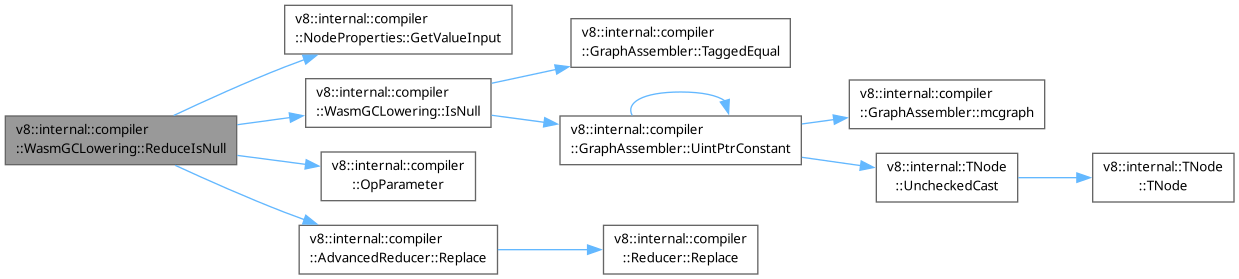 v8::internal::compiler
::WasmGCLowering::ReduceIsNull
v8::internal::compiler
::NodeProperties::GetValueInput
v8::internal::compiler
::WasmGCLowering::IsNull
v8::internal::compiler
::GraphAssembler::TaggedEqual
v8::internal::compiler
::GraphAssembler::UintPtrConstant
v8::internal::compiler
::GraphAssembler::mcgraph
v8::internal::TNode
::UncheckedCast
v8::internal::TNode
::TNode
v8::internal::compiler
::OpParameter
v8::internal::compiler
::AdvancedReducer::Replace
v8::internal::compiler
::Reducer::Replace